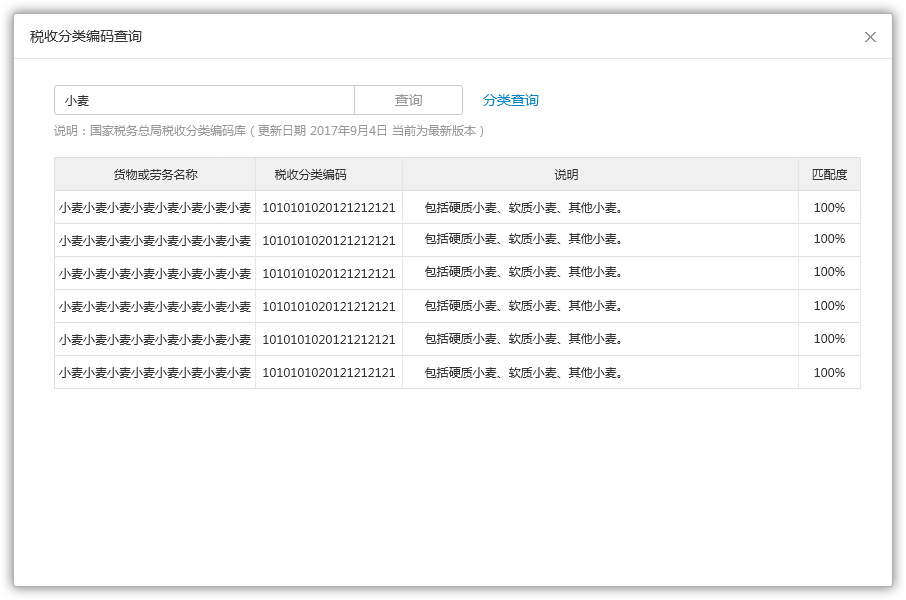 税收分类编码查询
小麦 查询 分类查询
说明：国家税务总局税收分类编码库（更新日期 2017年9月4日 当前为最新版本）
货物或劳务名称 税收分类编码 说明 匹配度
小麦小麦小麦小麦小麦小麦小麦小麦 1010101020121212121 包括硬质小麦、软质小麦、其他小麦。 100%
小麦小麦小麦小麦小麦小麦小麦小麦 1010101020121212121 包括硬质小麦、软质小麦、其他小麦。 100%
小麦小麦小麦小麦小麦小麦小麦小麦 1010101020121212121 包括硬质小麦、软质小麦、其他小麦。 100%
小麦小麦小麦小麦小麦小麦小麦小麦 1010101020121212121 包括硬质小麦、软质小麦、其他小麦。 100%
小麦小麦小麦小麦小麦小麦小麦小麦 1010101020121212121 包括硬质小麦、软质小麦、其他小麦。 100%
小麦小麦小麦小麦小麦小麦小麦小麦 1010101020121212121 包括硬质小麦、软质小麦、其他小麦。 100%